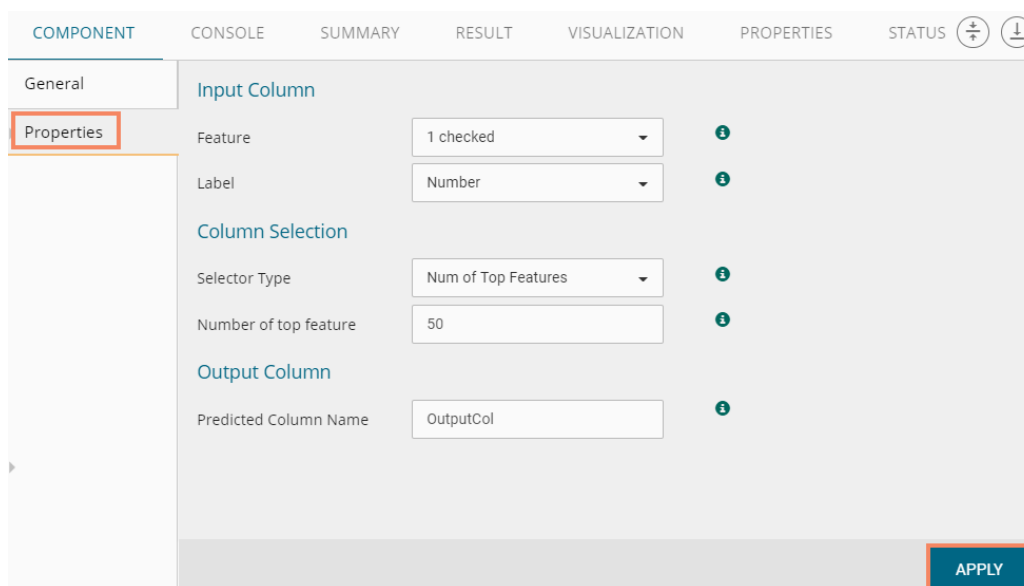 COMPONENT CONSOLE SUMMARY RESULT VISUALIZATION PROPERTIES STATUS
General
Properties
Input Column
Feature 1 checked
Label Number
Column Selection
Selector Type Num of Top Features
Number of top feature 50
Output Column
Predicted Column Name OutputCol
APPLY